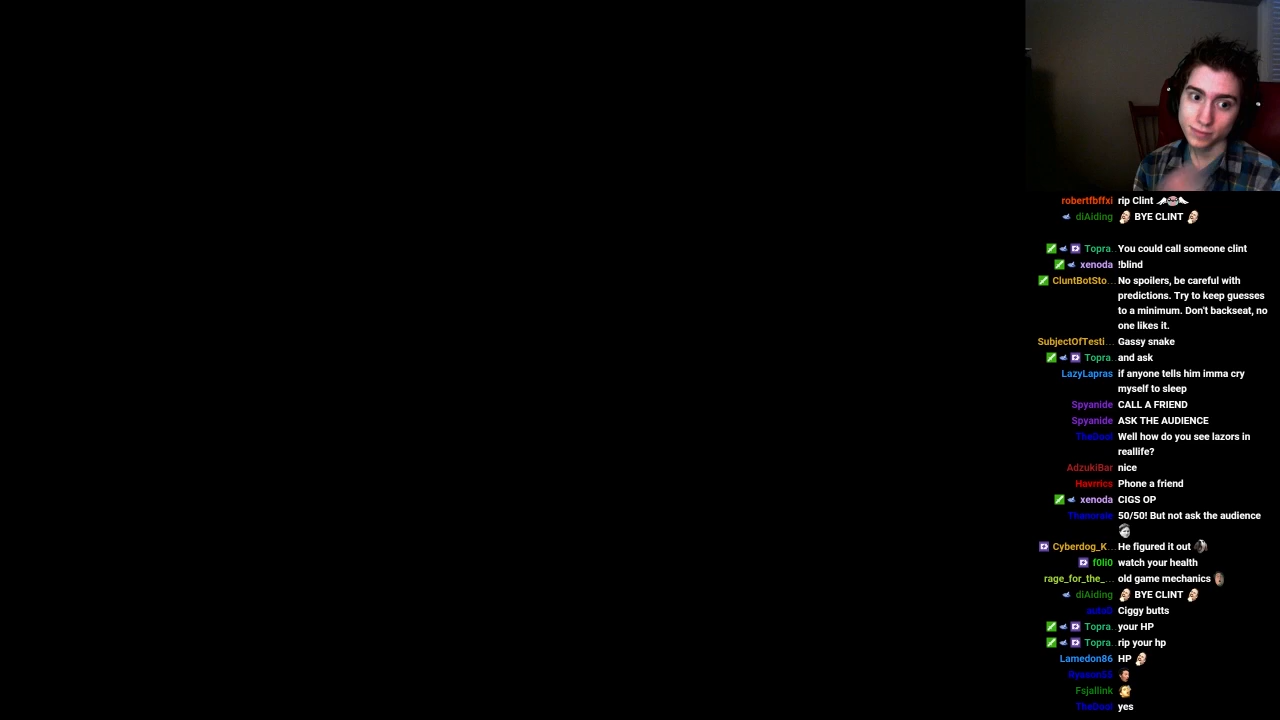 robertfbffxi rip Clint
diAiding BYE CLINT
Topra.. You could call someone clint
xenoda !blind
CluntBotSto... No spoilers, be careful with
predictions. Try to keep guesses
to a minimum. Don't backseat, no
one likes it.
SubjectOfTesti... Gassy snake
Topra.. and ask
LazyLapras if anyone tells him imma cry
myself to sleep
Spyanide CALL A FRIEND
Spyanide ASK THE AUDIENCE
Well how do you see lazors in
reallife?
AdzukiBar nice
Havrrics Phone a friend
xenoda CIGS OP
50/50! But not ask the audience
Cyberdog_K... He figured it out
f0li0 watch your health
rage_for_the_... old game mechanics
diAiding BYE CLINT
Ciggy butts
Topra.. your HP
Topra.. rip your hp
Lamedon86 HP
Fsjallink
yes